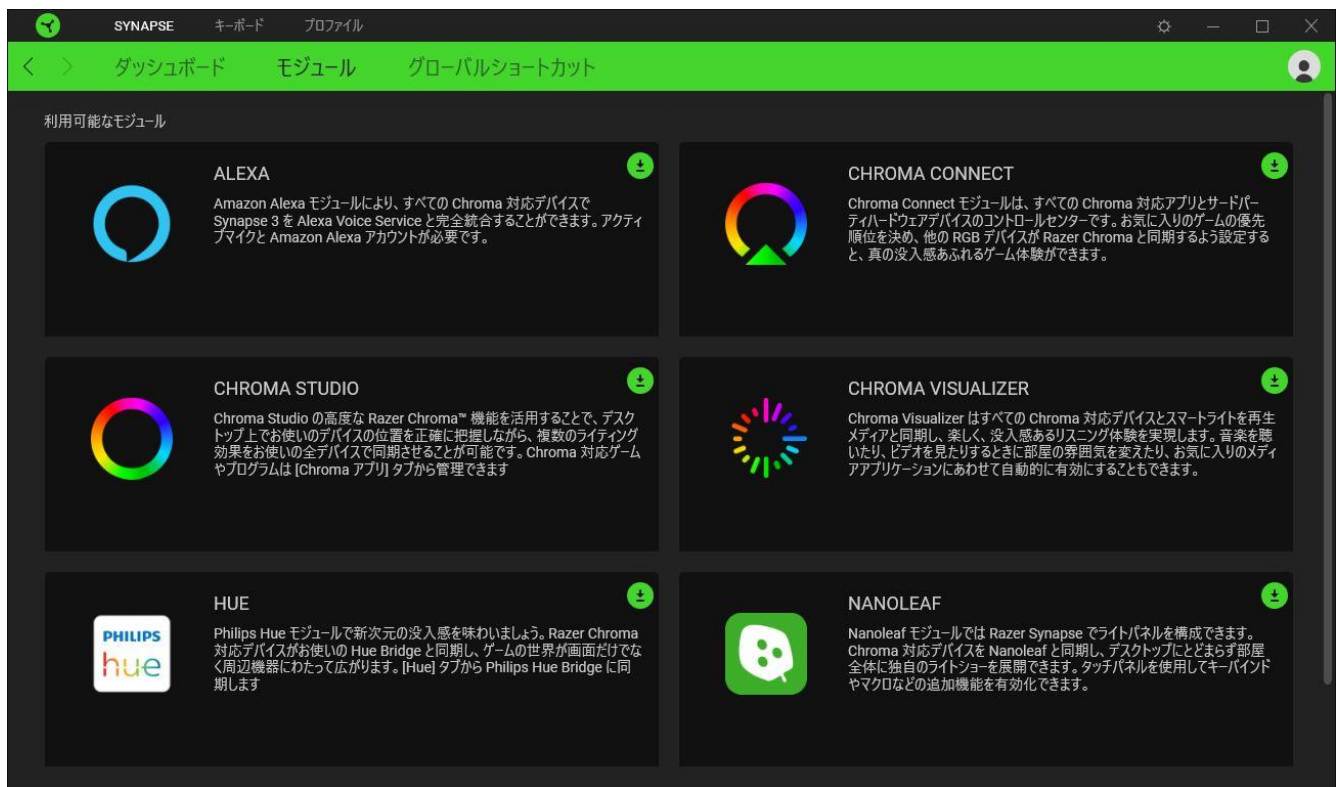 SYNAPSE キーボード プロファイル
ダッシュボード モジュール グローバルショートカット
利用可能なモジュール
ALEXA
Amazon Alexa モジュールにより、すべての Chroma 対応デバイスで
Synapse 3 を Alexa Voice Service と完全統合することができます。アクティ
ブマイクと Amazon Alexa アカウントが必要です。
CHROMA CONNECT
Chroma Connect モジュールは、すべての Chroma 対応アプリとサードパー
ティハードウェアデバイスのコントロールセンターです。お気に入りのゲームの優先
順位を決め、他の RGB デバイスが Razer Chroma と同期するよう設定する
と、真の没入感あふれるゲーム体験ができます。
CHROMA STUDIO
Chroma Studio の高度な Razer Chroma™ 機能を活用することで、デスク
トップ上でお使いのデバイスの位置を正確に把握しながら、複数のライティング
効果をお使いの全デバイスで同期させることが可能です。Chroma 対応ゲーム
やプログラムは [Chroma アプリ] タブから管理できます
CHROMA VISUALIZER
Chroma Visualizer はすべての Chroma 対応デバイスとスマートライトを再生
メディアと同期し、楽しく、没入感あるリスニング体験を実現します。音楽を聴
いたり、ビデオを見たりするときに部屋の雰囲気を変えたり、お気に入りのメディ
アアプリケーションにあわせて自動的に有効にすることもできます。
PHILIPS
hue
HUE
Philips Hue モジュールで新次元の没入感を味わいましょう。Razer Chroma
対応デバイスがお使いの Hue Bridge と同期し、ゲームの世界が画面だけでな
く周辺機器にわたって広がります。[Hue] タブから Philips Hue Bridge に同
期します
NANOLEAF
Nanoleaf モジュールでは Razer Synapse でライトパネルを構成できます。
Chroma 対応デバイスを Nanoleaf と同期し、デスクトップにとどまらず部屋
全体に独自のライトショーを展開できます。タッチパネルを使用してキーバインド
やマクロなどの追加機能を有効化できます。